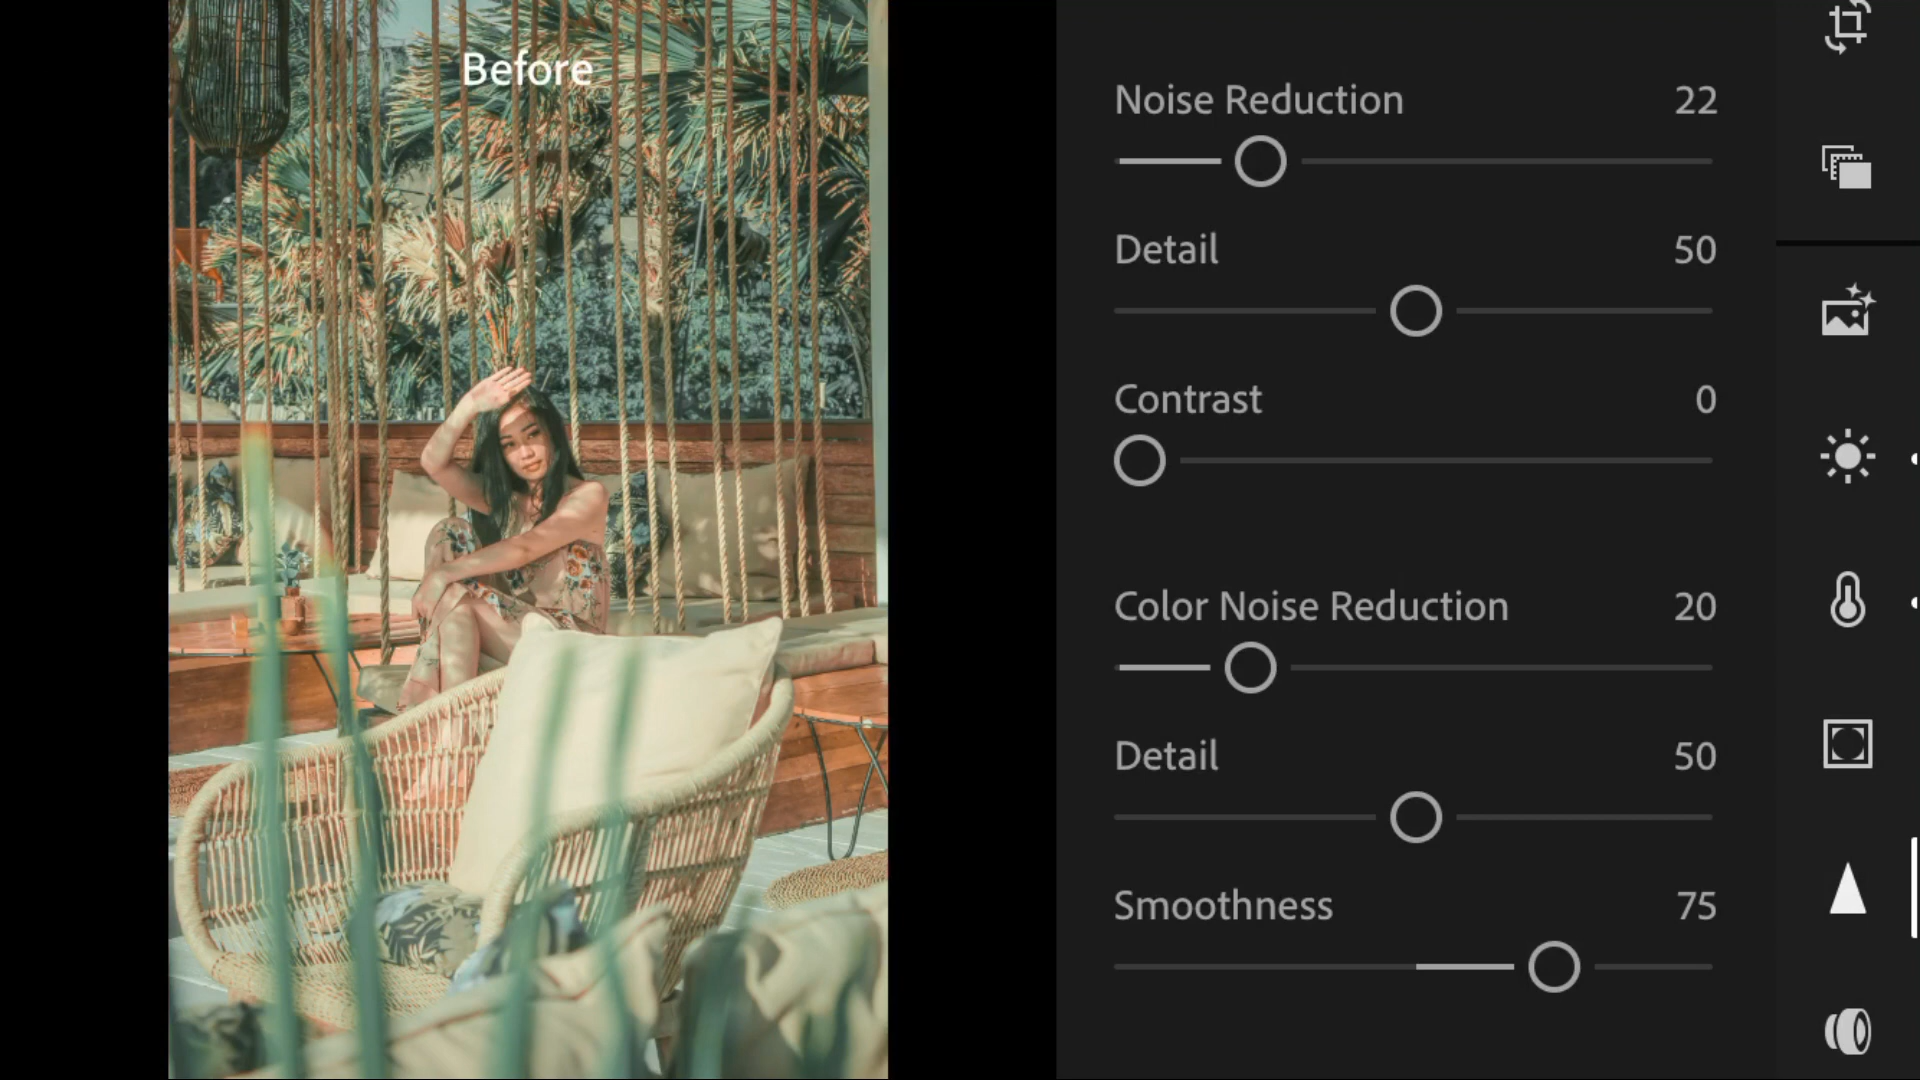 Before
Noise Reduction 22
Detail 50
Contrast 0
Color Noise Reduction 20
Detail 50
Smoothness 75